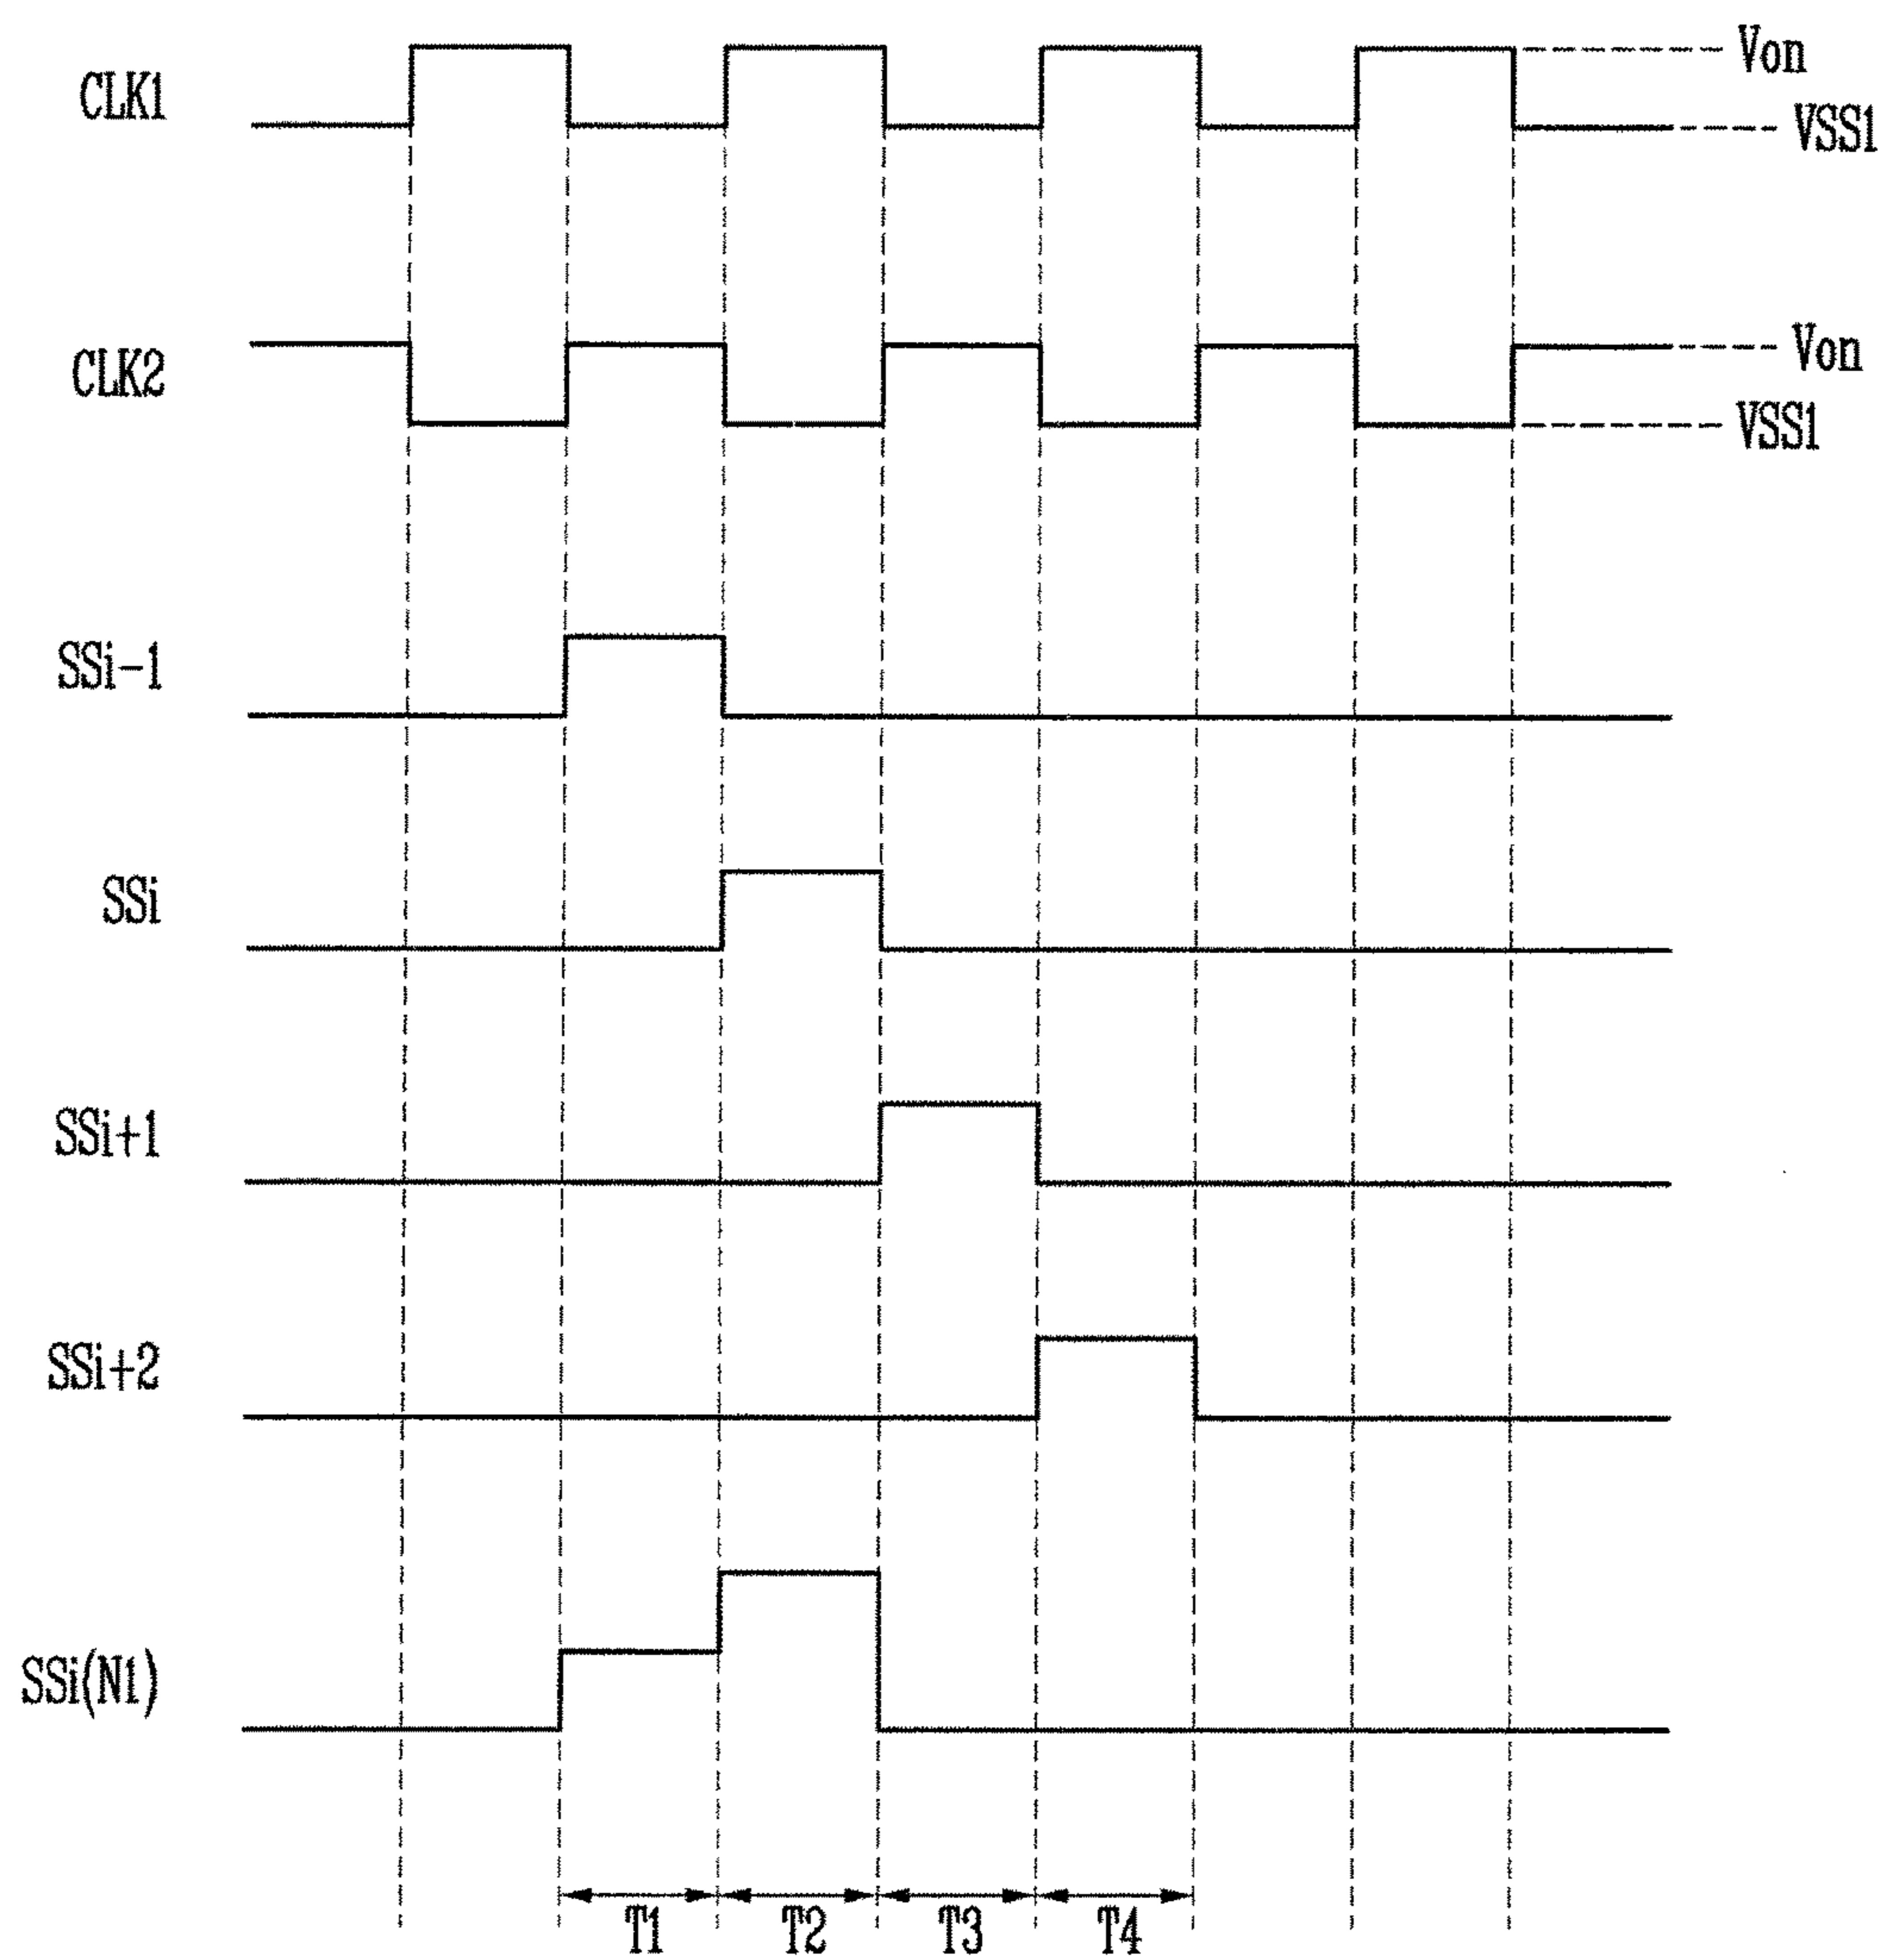 CLK1
Von
VSS1
CLK2
Von
VSS1
SSi-1
SSi
SSi+1
SSi+2
SSi(N1)
T1 T2 T3 T4